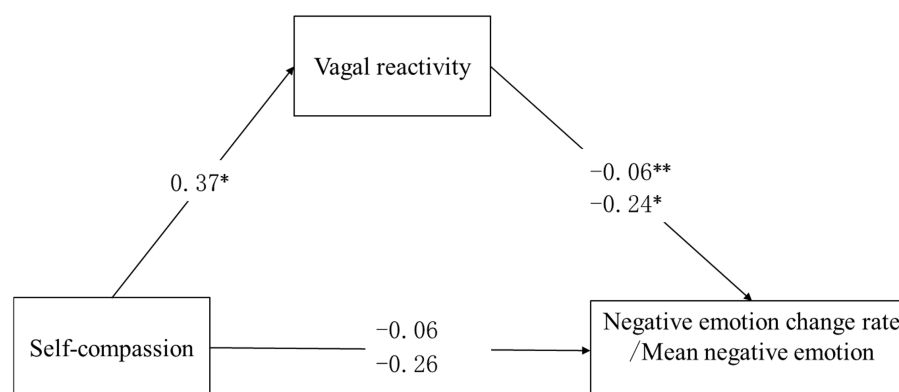 Vagal reactivity
0.37*
-0.06**
-0.24*
Self-compassion
-0.06
-0.26
Negative emotion change rate
/Mean negative emotion